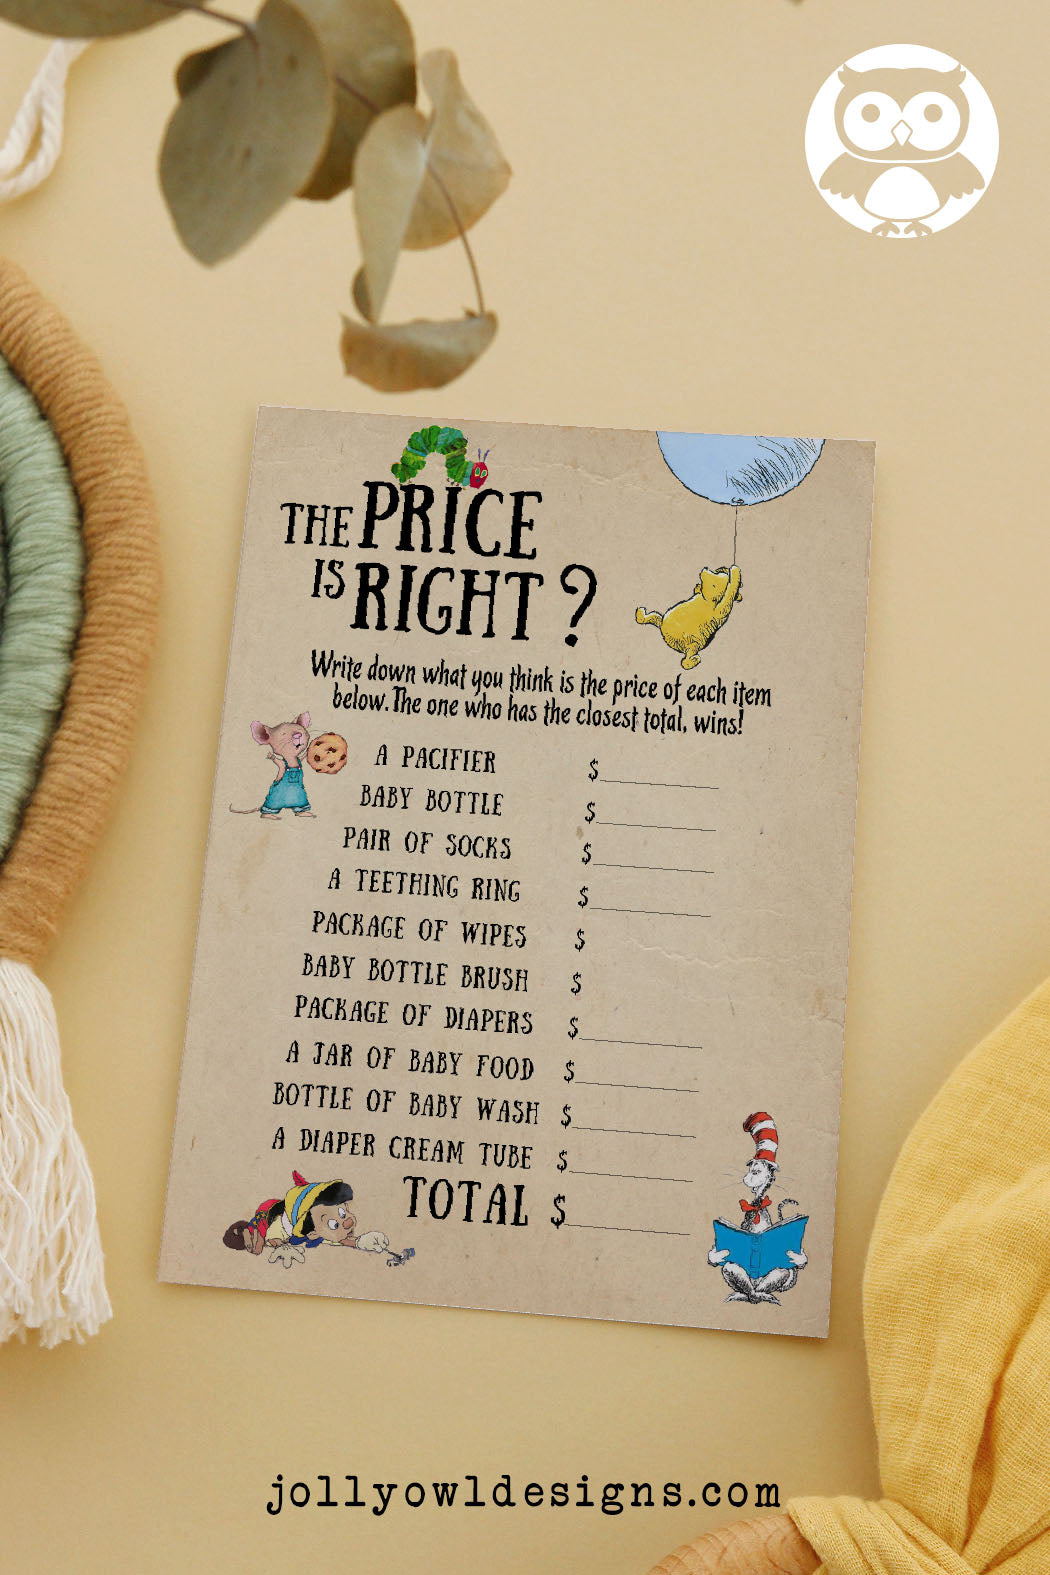 THE PRICE
IS RIGHT ?
Write down what you think is the price of each item
below. The one who has the closest total, wins!
A PACIFIER $
BABY BOTTLE $
PAIR OF SOCKS $
A TEETHING RING $
PACKAGE OF WIPES $
BABY BOTTLE BRUSH $
PACKAGE OF DIAPERS $
A JAR OF BABY FOOD $
BOTTLE OF BABY WASH $
A DIAPER CREAM TUBE $
TOTAL $
jollyowldesigns.com